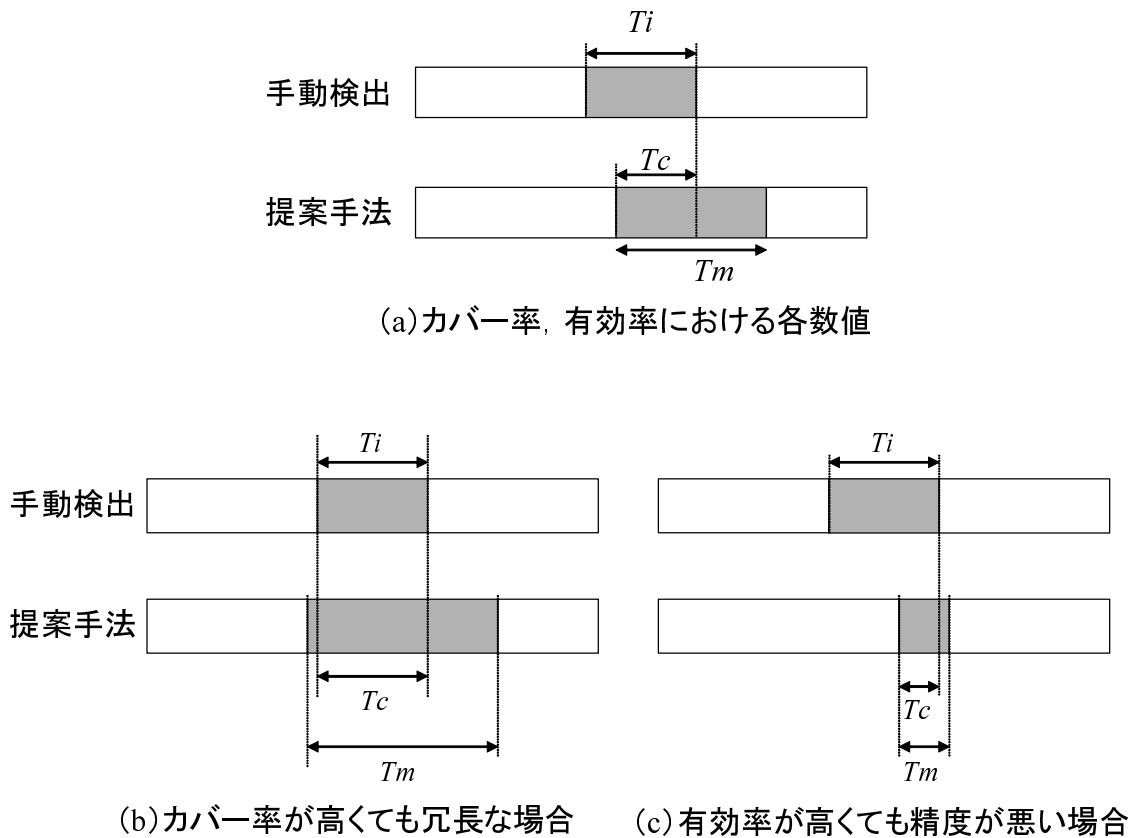 Ti
手動検出
Tc
提案手法
Tm
(a)カバー率，有効率における各数値
Ti
手動検出
提案手法
Tc
Tm
(b)カバー率が高くても冗長な場合
Ti
Tc
Tm
(c)有効率が高くても精度が悪い場合